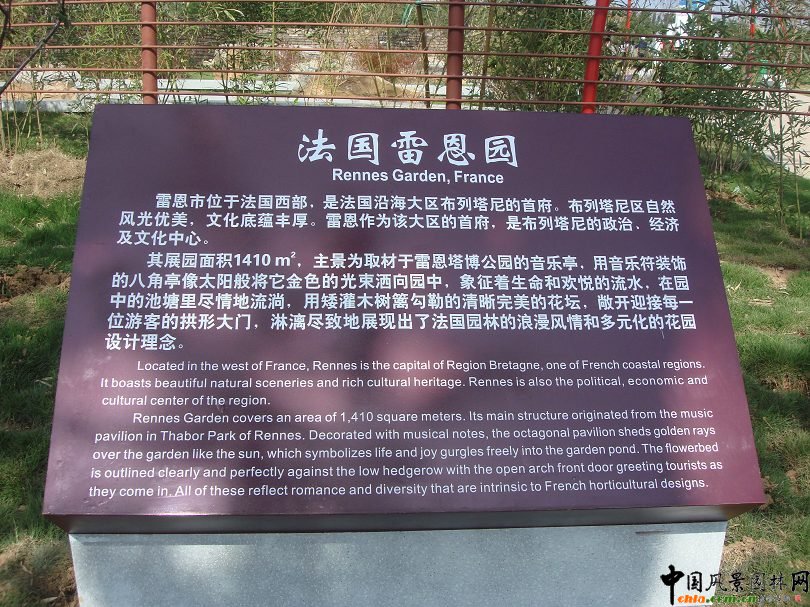 法国雷恩园
Rennes Garden, France
雷恩市位于法国西部，是法国沿海大区布列塔尼的首府。布列塔尼区自然
风光优美，文化底蕴丰厚。雷恩作为该大区的首府，是布列塔尼的政治、经济
及文化中心。
其展园面积1410 m²，主景为取材于雷恩塔博公园的音乐亭，用音乐符装饰
的八角亭像太阳般将它金色的光束洒向园中，象征着生命和欢悦的流水，在园
中的池塘里尽情地流淌，用矮灌木树篱勾勒的清晰完美的花坛，敞开迎接每一
位游客的拱形大门，淋漓尽致地展现出了法国园林的浪漫风情和多元化的花园
设计理念。
Located in the west of France, Rennes is the capital of Region Bretagne, one of French coastal regions.
It boasts beautiful natural sceneries and rich cultural heritage. Rennes is also the political, economic and
cultural center of the region.
Rennes Garden covers an area of 1,410 square meters. Its main structure originated from the music
pavilion in Thabor Park of Rennes. Decorated with musical notes, the octagonal pavilion sheds golden rays
over the garden like the sun, which symbolizes life and joy gurgles freely into the garden pond. The flowerbed
is outlined clearly and perfectly against the low hedgerow with the open arch front door greeting tourists as
they come in. All of these reflect romance and diversity that are intrinsic to French horticultural designs.
中国风景园林网
chla.com.cn